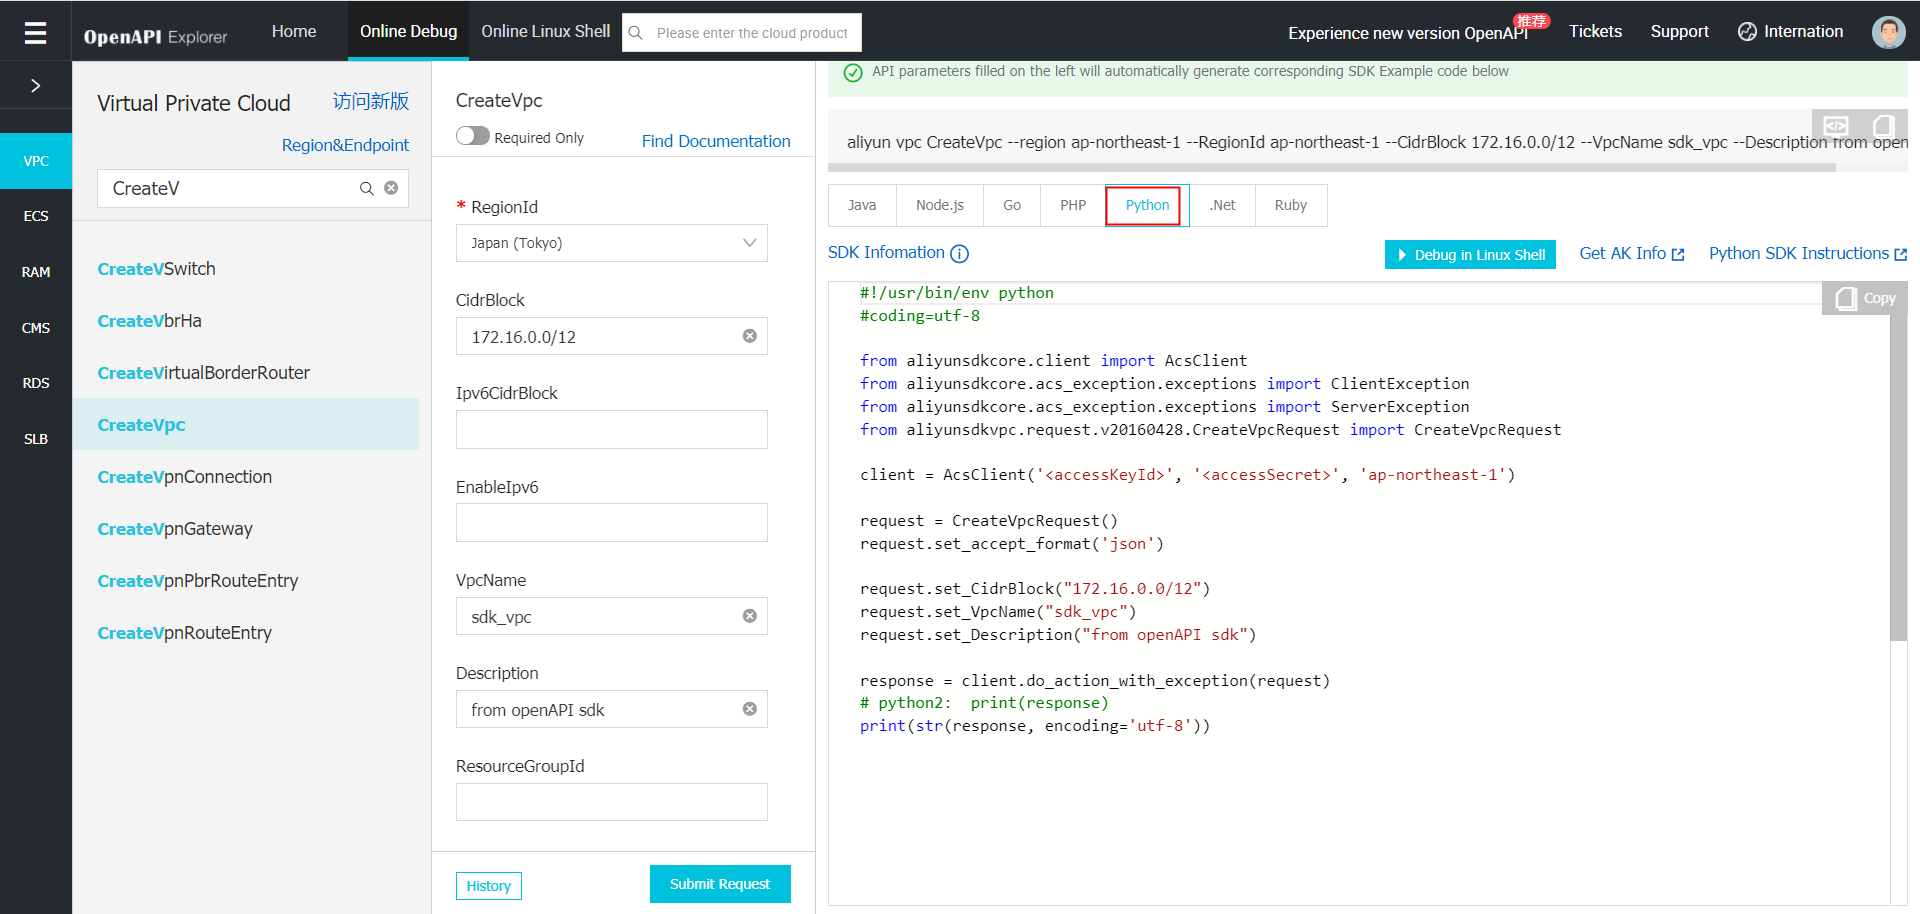 OpenAPI Explorer
Home
Online Debug
Online Linux Shell
Please enter the cloud product
Experience new version OpenAPI
推荐
Tickets
Support
Internation
VPC
ECS
RAM
CMS
RDS
SLB
Virtual Private Cloud
访问新版
Region&Endpoint
CreateV
CreateVSwitch
CreateVbrHa
CreateVirtualBorderRouter
CreateVpc
CreateVpnConnection
CreateVpnGateway
CreateVpnPbrRouteEntry
CreateVpnRouteEntry
CreateVpc
Required Only
Find Documentation
* RegionId
Japan (Tokyo)
CidrBlock
172.16.0.0/12
Ipv6CidrBlock
EnableIpv6
VpcName
sdk_vpc
Description
from openAPI sdk
ResourceGroupId
History
Submit Request
API parameters filled on the left will automatically generate corresponding SDK Example code below
aliyun vpc CreateVpc --region ap-northeast-1 --RegionId ap-northeast-1 --CidrBlock 172.16.0.0/12 --VpcName sdk_vpc --Description from open
Java
Node.js
Go
PHP
Python
.Net
Ruby
SDK Infomation
Debug in Linux Shell
Get AK Info
Python SDK Instructions
Copy
#!/usr/bin/env python
#coding=utf-8
from aliyunsdkcore.client import AcsClient
from aliyunsdkcore.acs_exception.exceptions import ClientException
from aliyunsdkcore.acs_exception.exceptions import ServerException
from aliyunsdkvpc.request.v20160428.CreateVpcRequest import CreateVpcRequest
client = AcsClient('<accessKeyId>', '<accessSecret>', 'ap-northeast-1')
request = CreateVpcRequest()
request.set_accept_format('json')
request.set_CidrBlock("172.16.0.0/12")
request.set_VpcName("sdk_vpc")
request.set_Description("from openAPI sdk")
response = client.do_action_with_exception(request)
# python2:  print(response)
print(str(response, encoding='utf-8'))